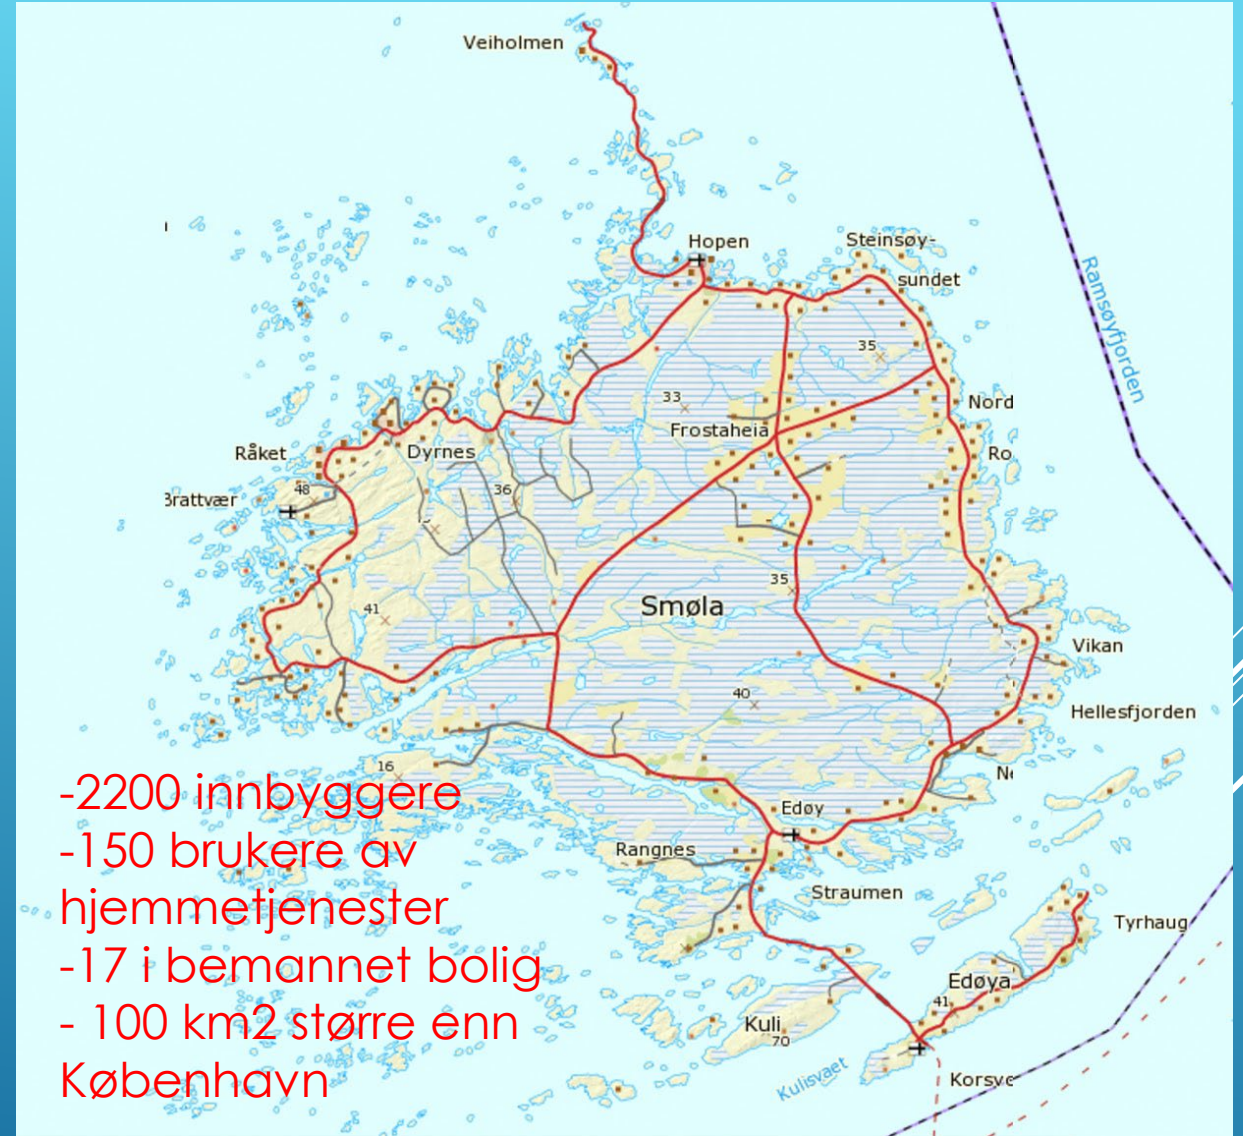 Veiholmen
Hopen
Steinsøy-
sundet
Ramsøyfjorden
35
33
Nord
Frostaheia
Råket
Dyrnes
Ro
48
36
Brattvær
35
Smøla
41
Vikan
40
Hellesfjorden
16
-2200 innbyggere
Edøy
-150 brukere av
Rangnes
hjemmetjenester
Straumen
Tyrhaug
-17 i bemannet bolig
Edøya
41
- 100 km2 større enn
Kuli
70
København
Kulisvaet